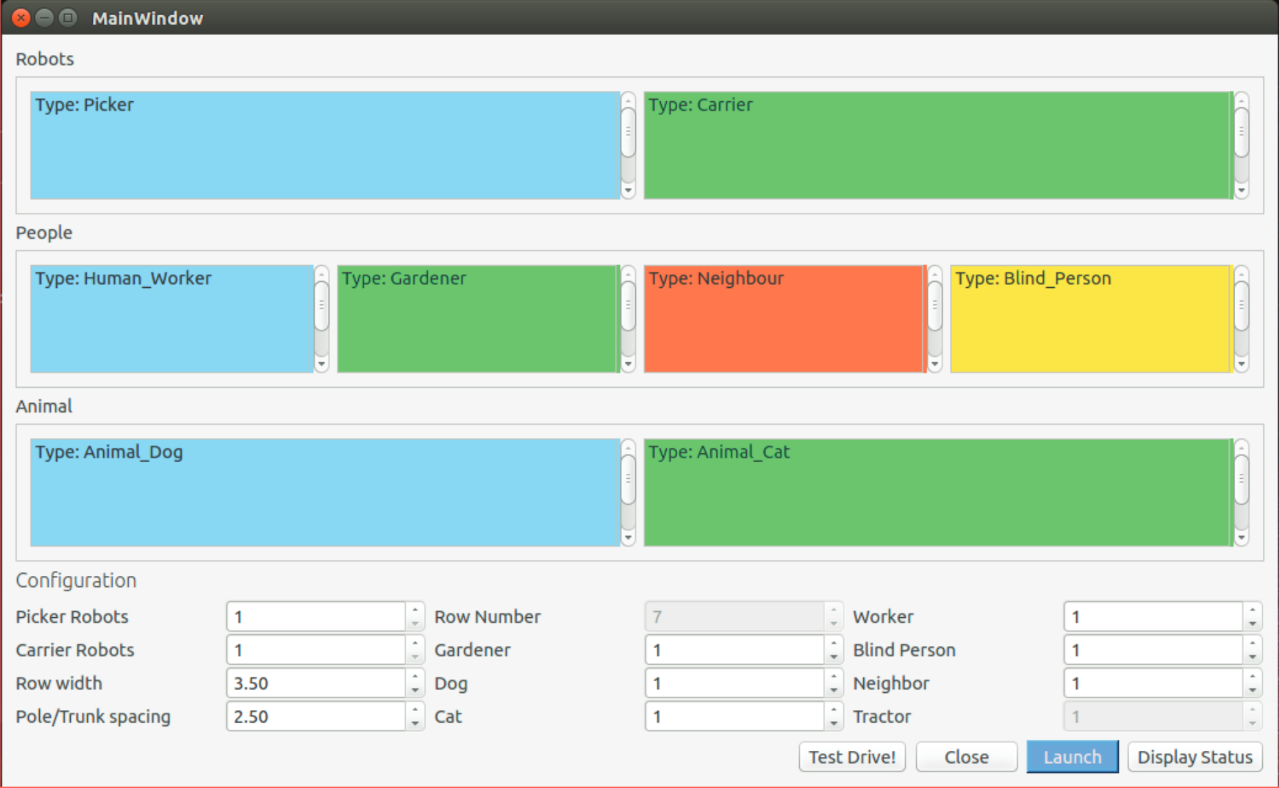 MainWindow
Robots
Type: Picker
Type: Carrier
People
Type: Human_Worker
Type: Gardener
Type: Neighbour
Type: Blind_Person
Animal
Type: Animal_Dog
Type: Animal_Cat
Configuration
Picker Robots 1 Row Number 7 Worker 1
Carrier Robots 1 Gardener 1 Blind Person 1
Row width 3.50 Dog 1 Neighbor 1
Pole/Trunk spacing 2.50 Cat 1 Tractor 1
Test Drive! Close Launch Display Status